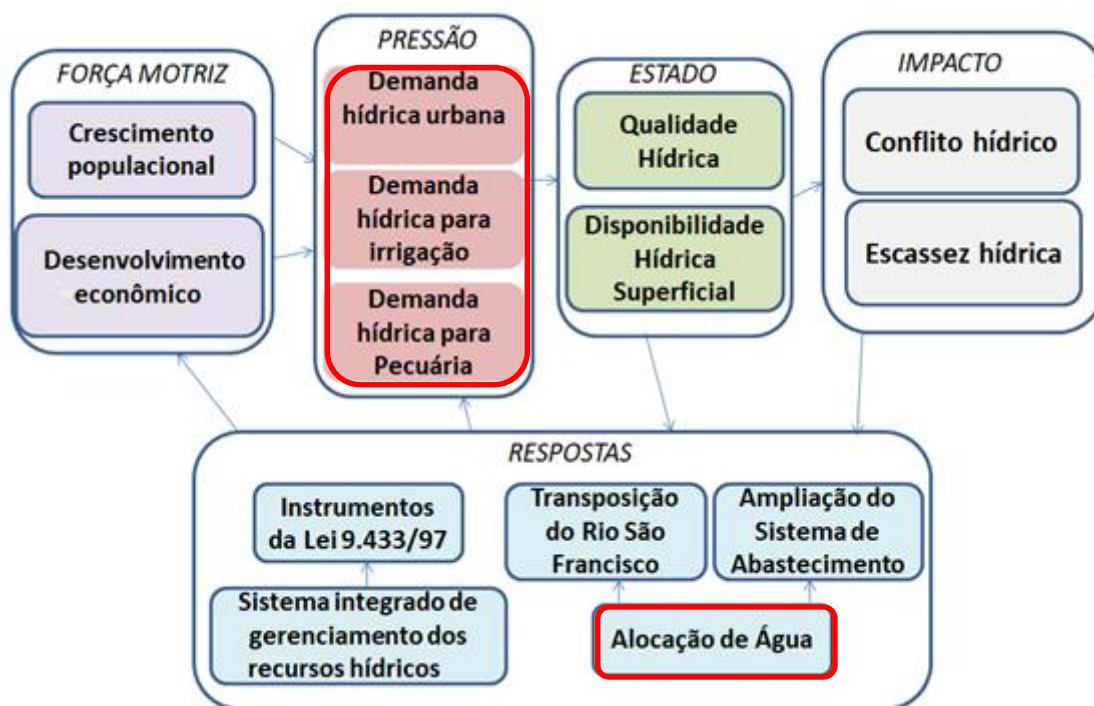 FORÇA MOTRIZ
Crescimento
populacional
Desenvolvimento
econômico
PRESSÃO
Demanda
hídrica urbana
Demanda
hídrica para
irrigação
Demanda
hídrica para
Pecuária
ESTADO
Qualidade
Hídrica
Disponibilidade
Hídrica
Superficial
IMPACTO
Conflito hídrico
Escassez hídrica
RESPOSTAS
Instrumentos
da Lei 9.433/97
Sistema integrado de
gerenciamento dos
recursos hídricos
Transposição
do Rio São
Francisco
Ampliação do
Sistema de
Abastecimento
Alocação de Água